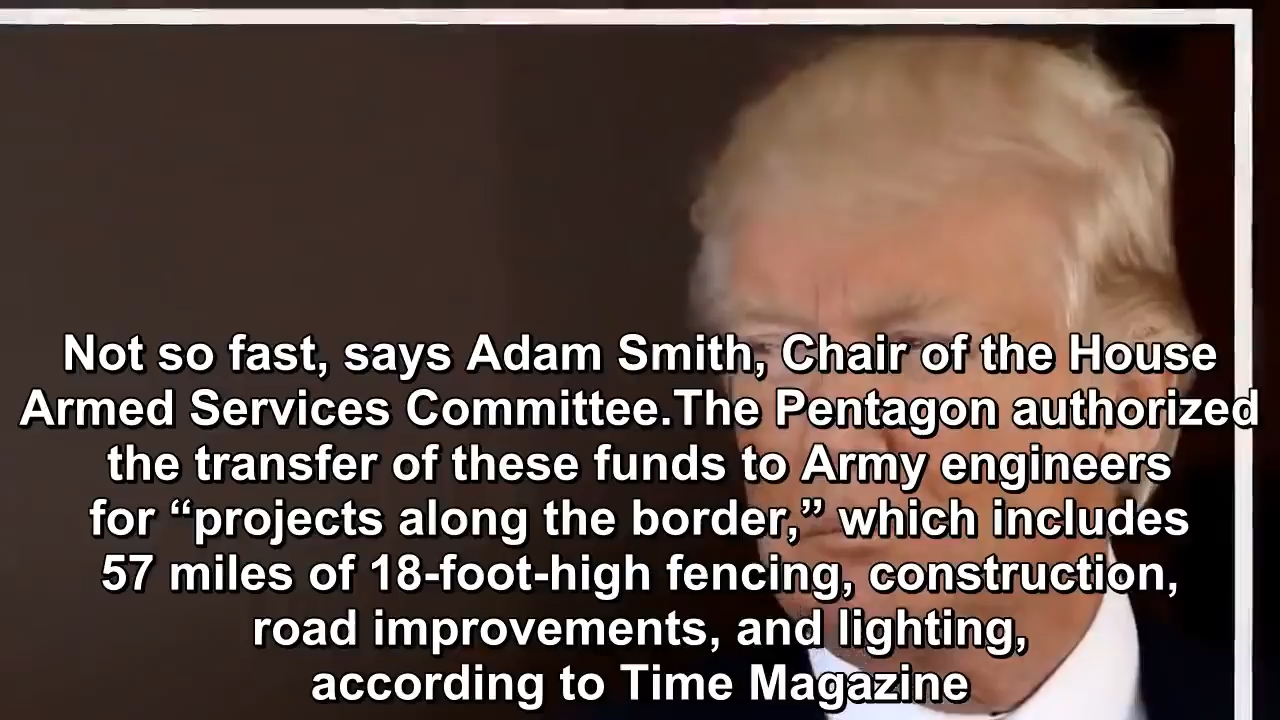 Not so fast, says Adam Smith, Chair of the House
Armed Services Committee.The Pentagon authorized
the transfer of these funds to Army engineers
for “projects along the border,” which includes
57 miles of 18-foot-high fencing, construction,
road improvements, and lighting,
according to Time Magazine